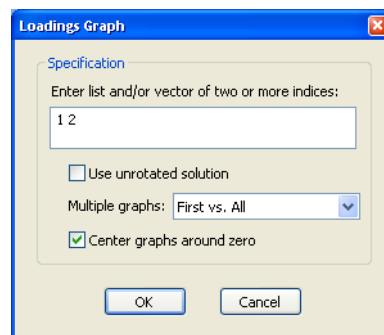 Loadings Graph
Specification
Enter list and/or vector of two or more indices:
1 2
Use unrotated solution
Multiple graphs: First vs. All
Center graphs around zero
OK Cancel